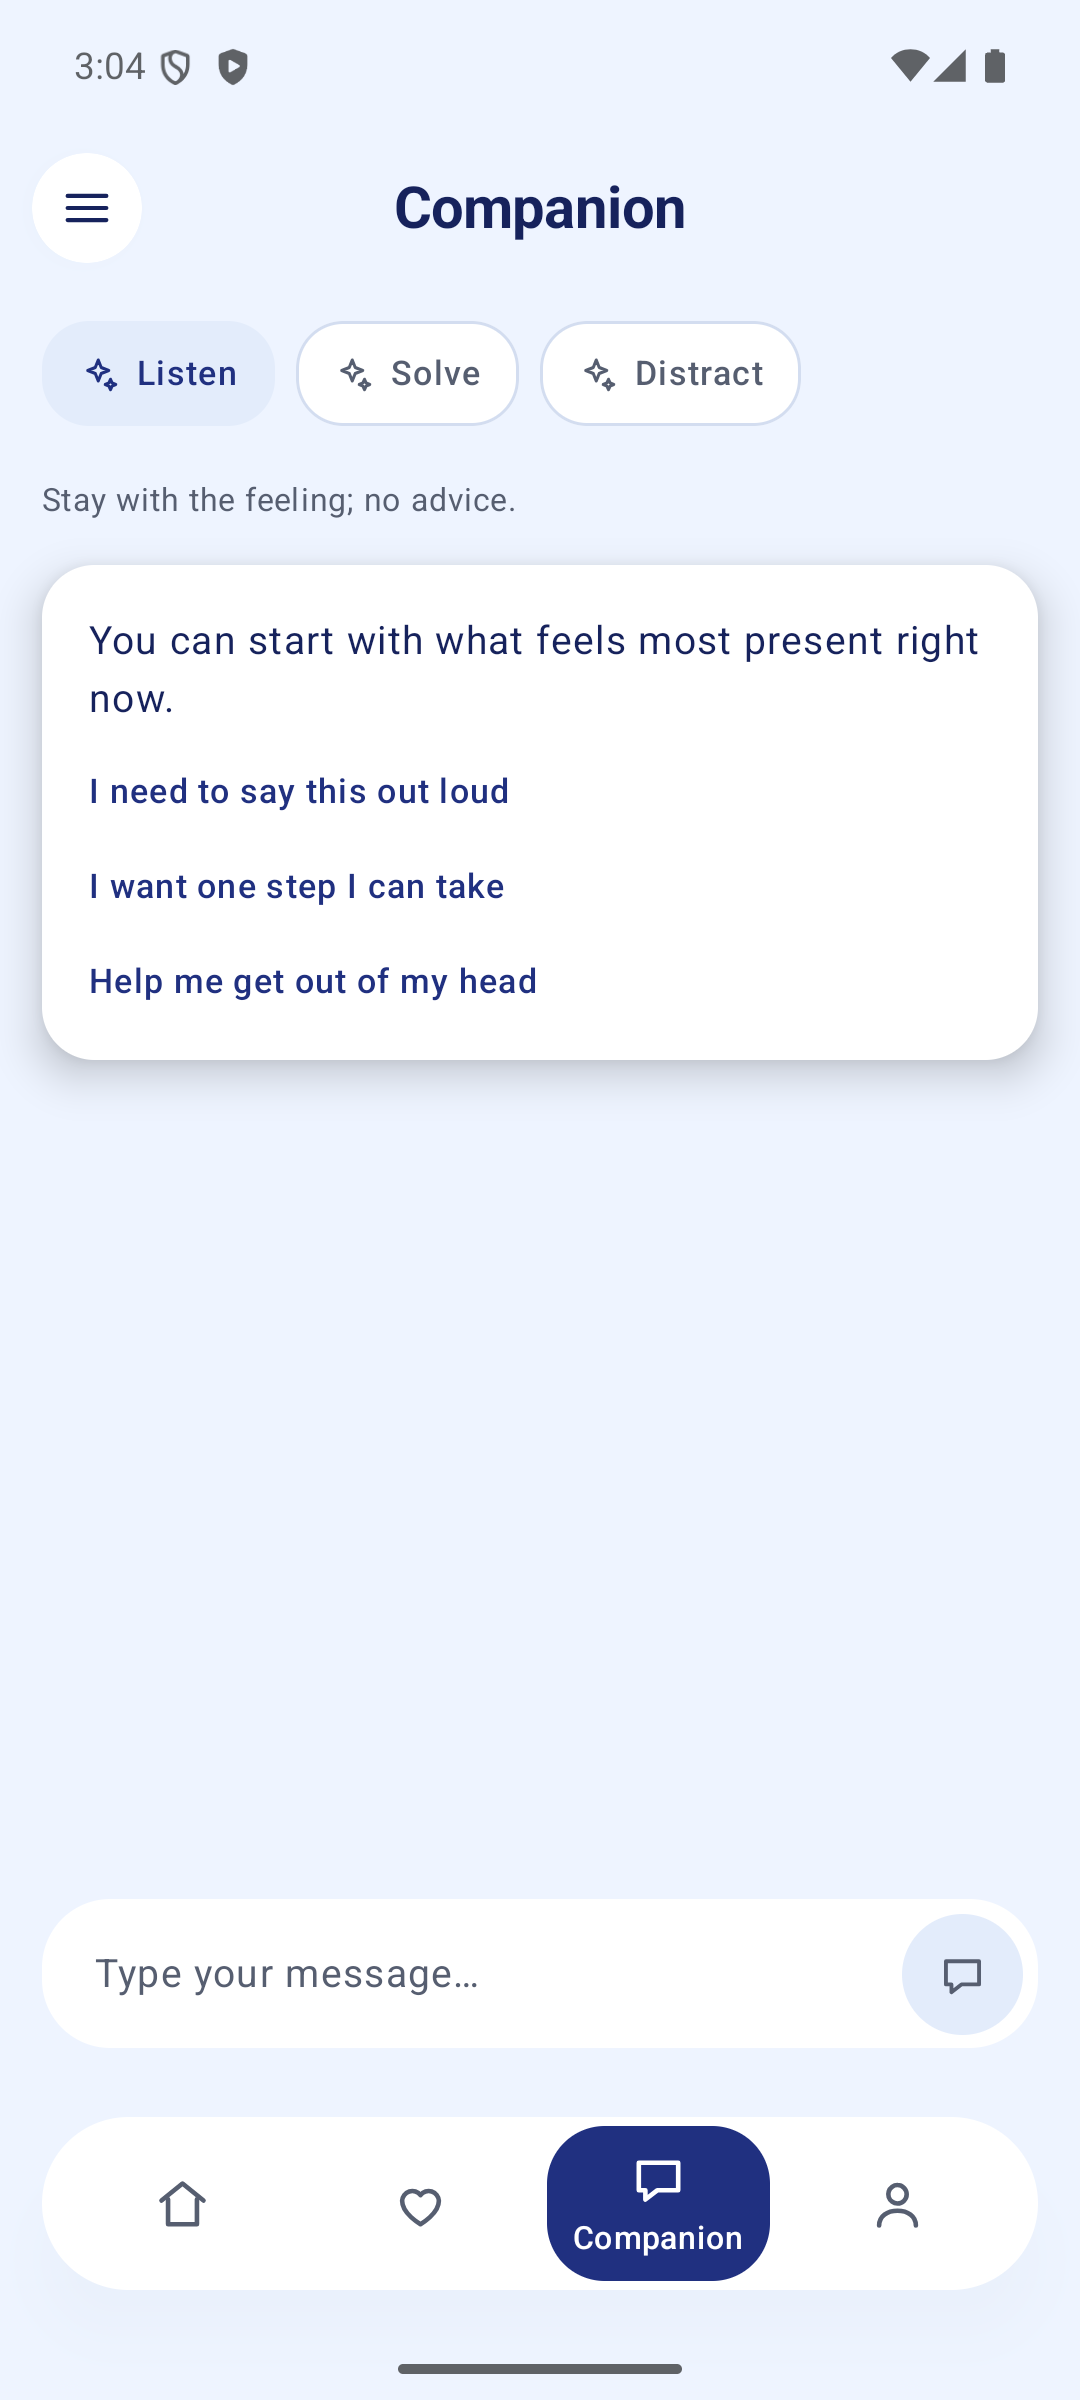 3:04
Companion
Listen
Solve
Distract
Stay with the feeling; no advice.
You can start with what feels most present right
now.
I need to say this out loud
I want one step I can take
Help me get out of my head
Type your message…
Companion